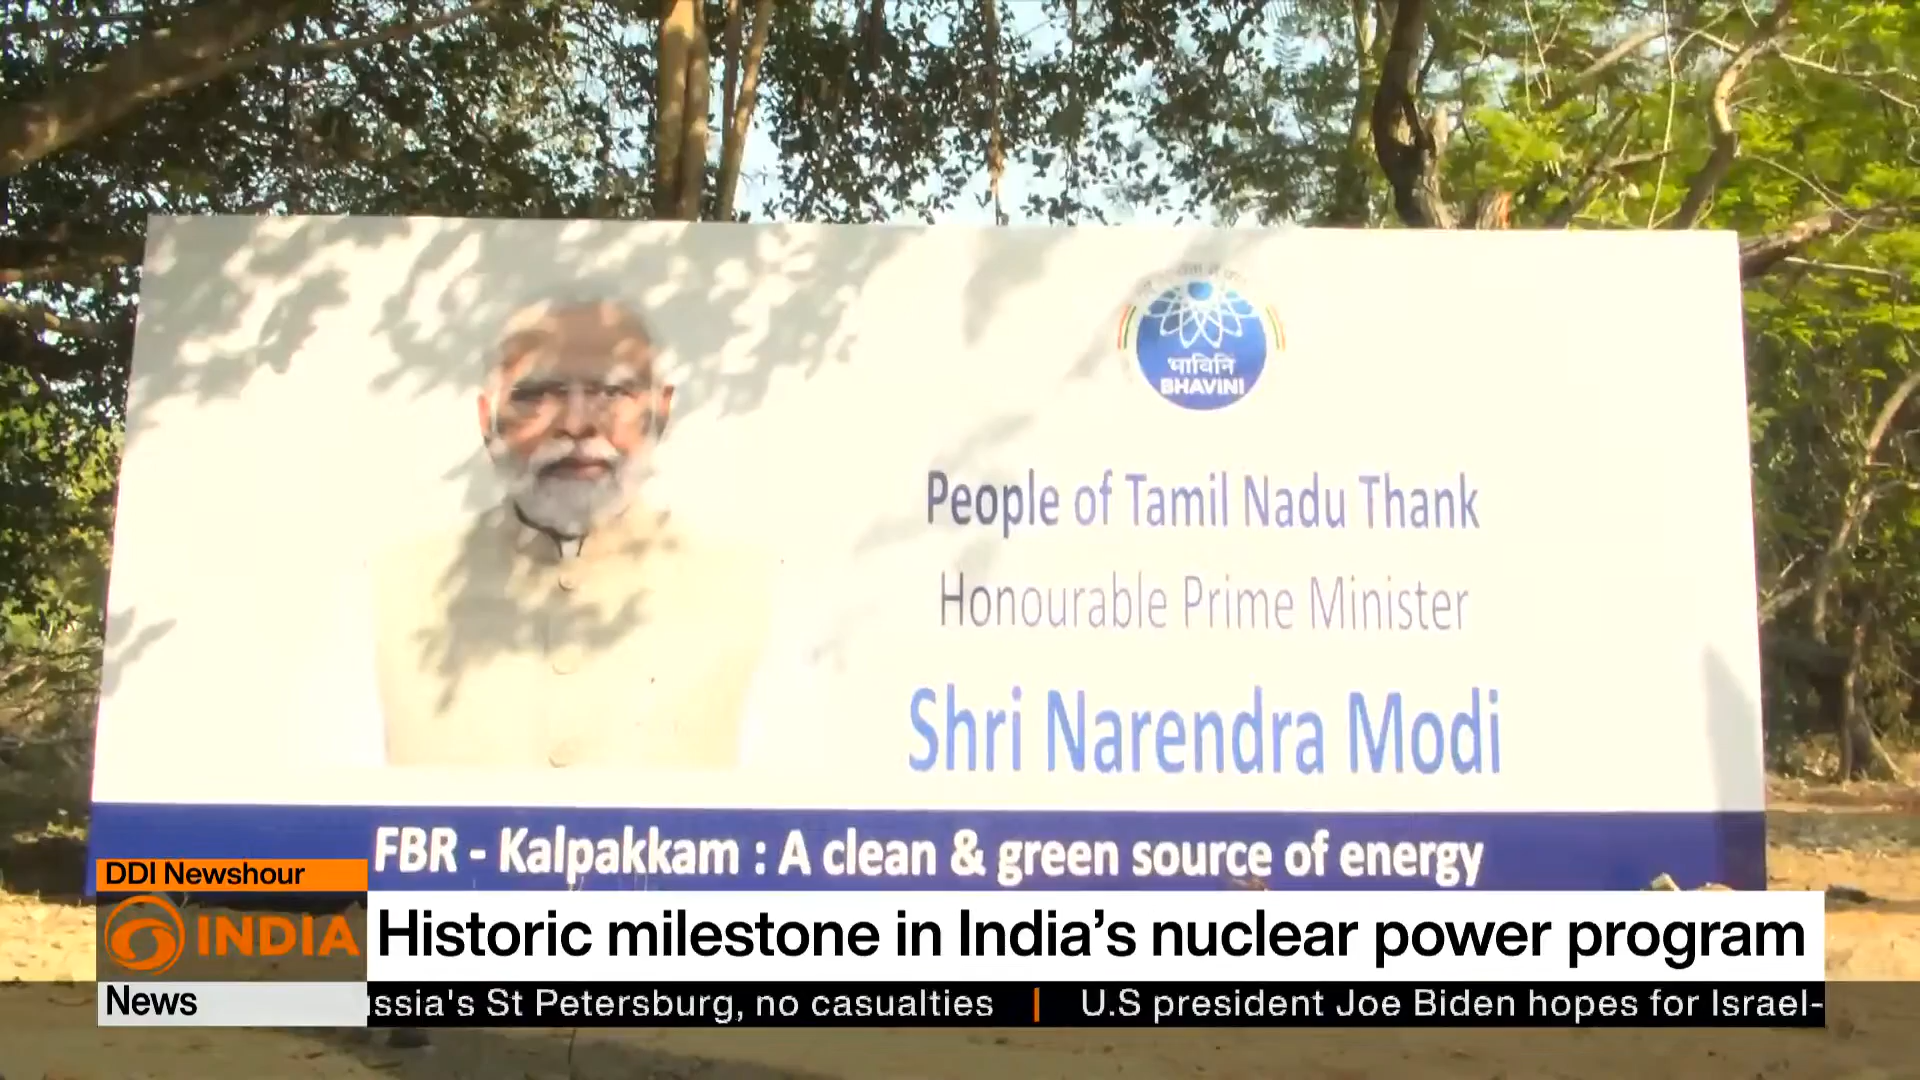 भाविनि
BHAVINI
People of Tamil Nadu Thank
Honourable Prime Minister
Shri Narendra Modi
FBR - Kalpakkam : A clean & green source of energy
DDI Newshour
INDIA
Historic milestone in India’s nuclear power program
News
ussia's St Petersburg, no casualties | U.S president Joe Biden hopes for Israel-